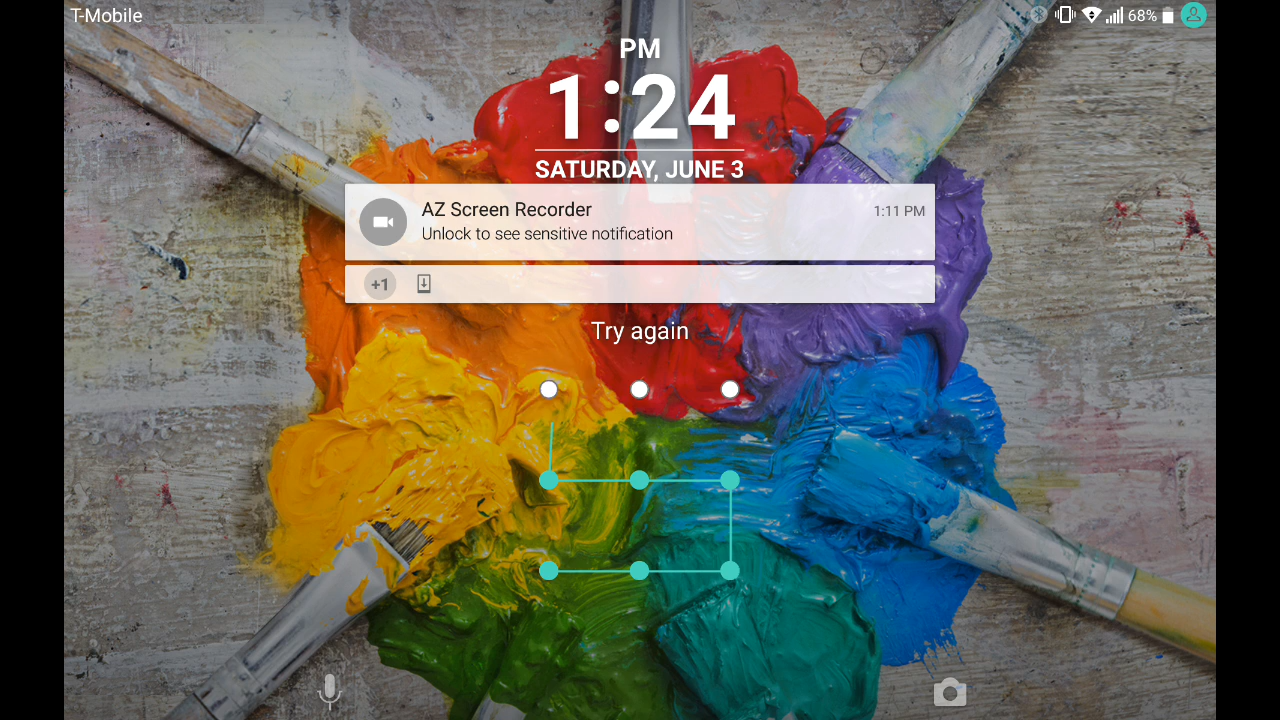 T-Mobile
68%
PM
1:24
SATURDAY, JUNE 3
AZ Screen Recorder
1:11 PM
Unlock to see sensitive notification
+1
Try again